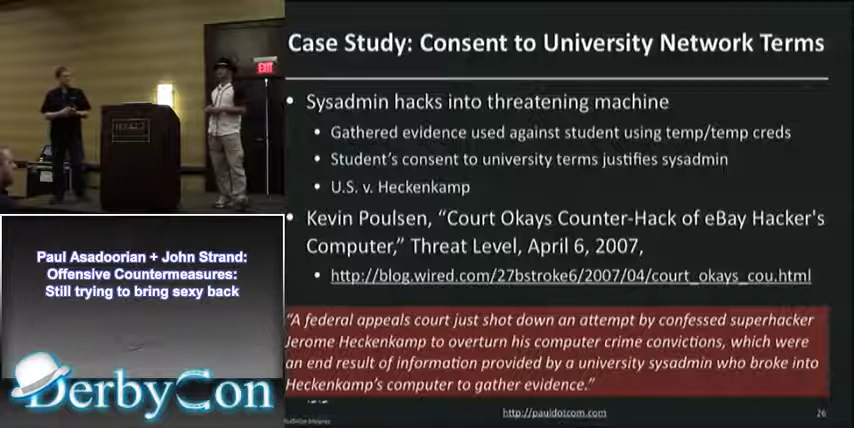 EXIT
HYATT
Paul Asadoorian + John Strand:
Offensive Countermeasures:
Still trying to bring sexy back
DerbyCon
Case Study: Consent to University Network Terms
• Sysadmin hacks into threatening machine
• Gathered evidence used against student using temp/temp creds
• Student's consent to university terms justifies sysadmin
• U.S. v. Heckenkamp
• Kevin Poulsen, "Court Okays Counter-Hack of eBay Hacker's
Computer," Threat Level, April 6, 2007,
• http://blog.wired.com/27bstroke6/2007/04/court_okays_cou.html
"A federal appeals court just shot down an attempt by confessed superhacker
Jerome Heckenkamp to overturn his computer crime convictions, which were
an end result of information provided by a university sysadmin who broke into
Heckenkamp's computer to gather evidence."
http://pauldotcom.com
26